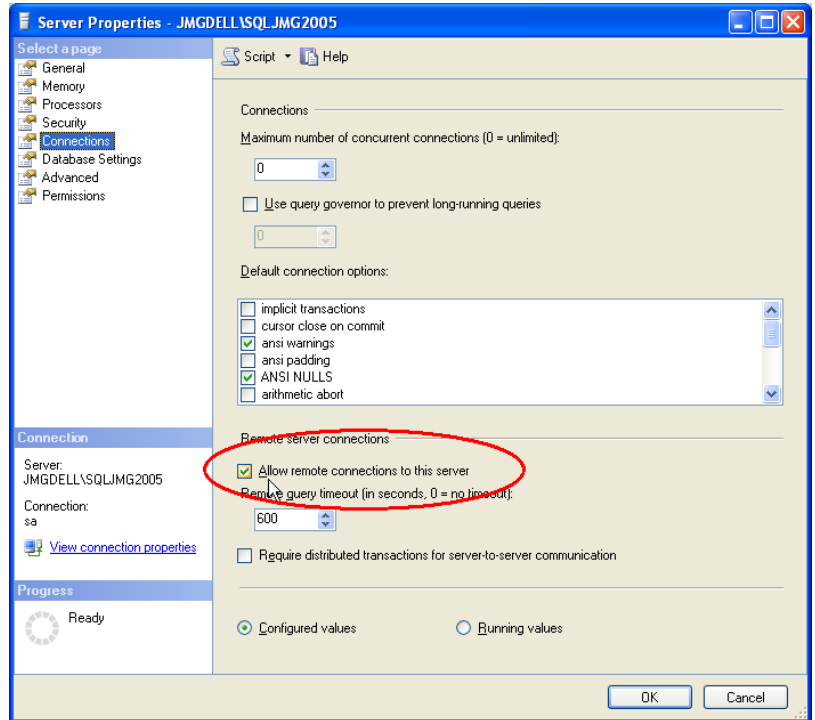 Server Properties - JMGDELL\SQLJMG2005
Select a page
General
Memory
Processors
Security
Connections
Database Settings
Advanced
Permissions
Connection
Server:
JMGDELL\SQLJMG2005
Connection:
sa
View connection properties
Progress
Ready
Script Help
Connections
Maximum number of concurrent connections (0 = unlimited):
0
Use query governor to prevent long-running queries
0
Default connection options:
implicit transactions
cursor close on commit
ansi warnings
ansi padding
ANSI NULLS
arithmetic abort
Remote server connections
Allow remote connections to this server
Remote query timeout (in seconds, 0 = no timeout):
600
Require distributed transactions for server-to-server communication
Configured values Running values
OK Cancel